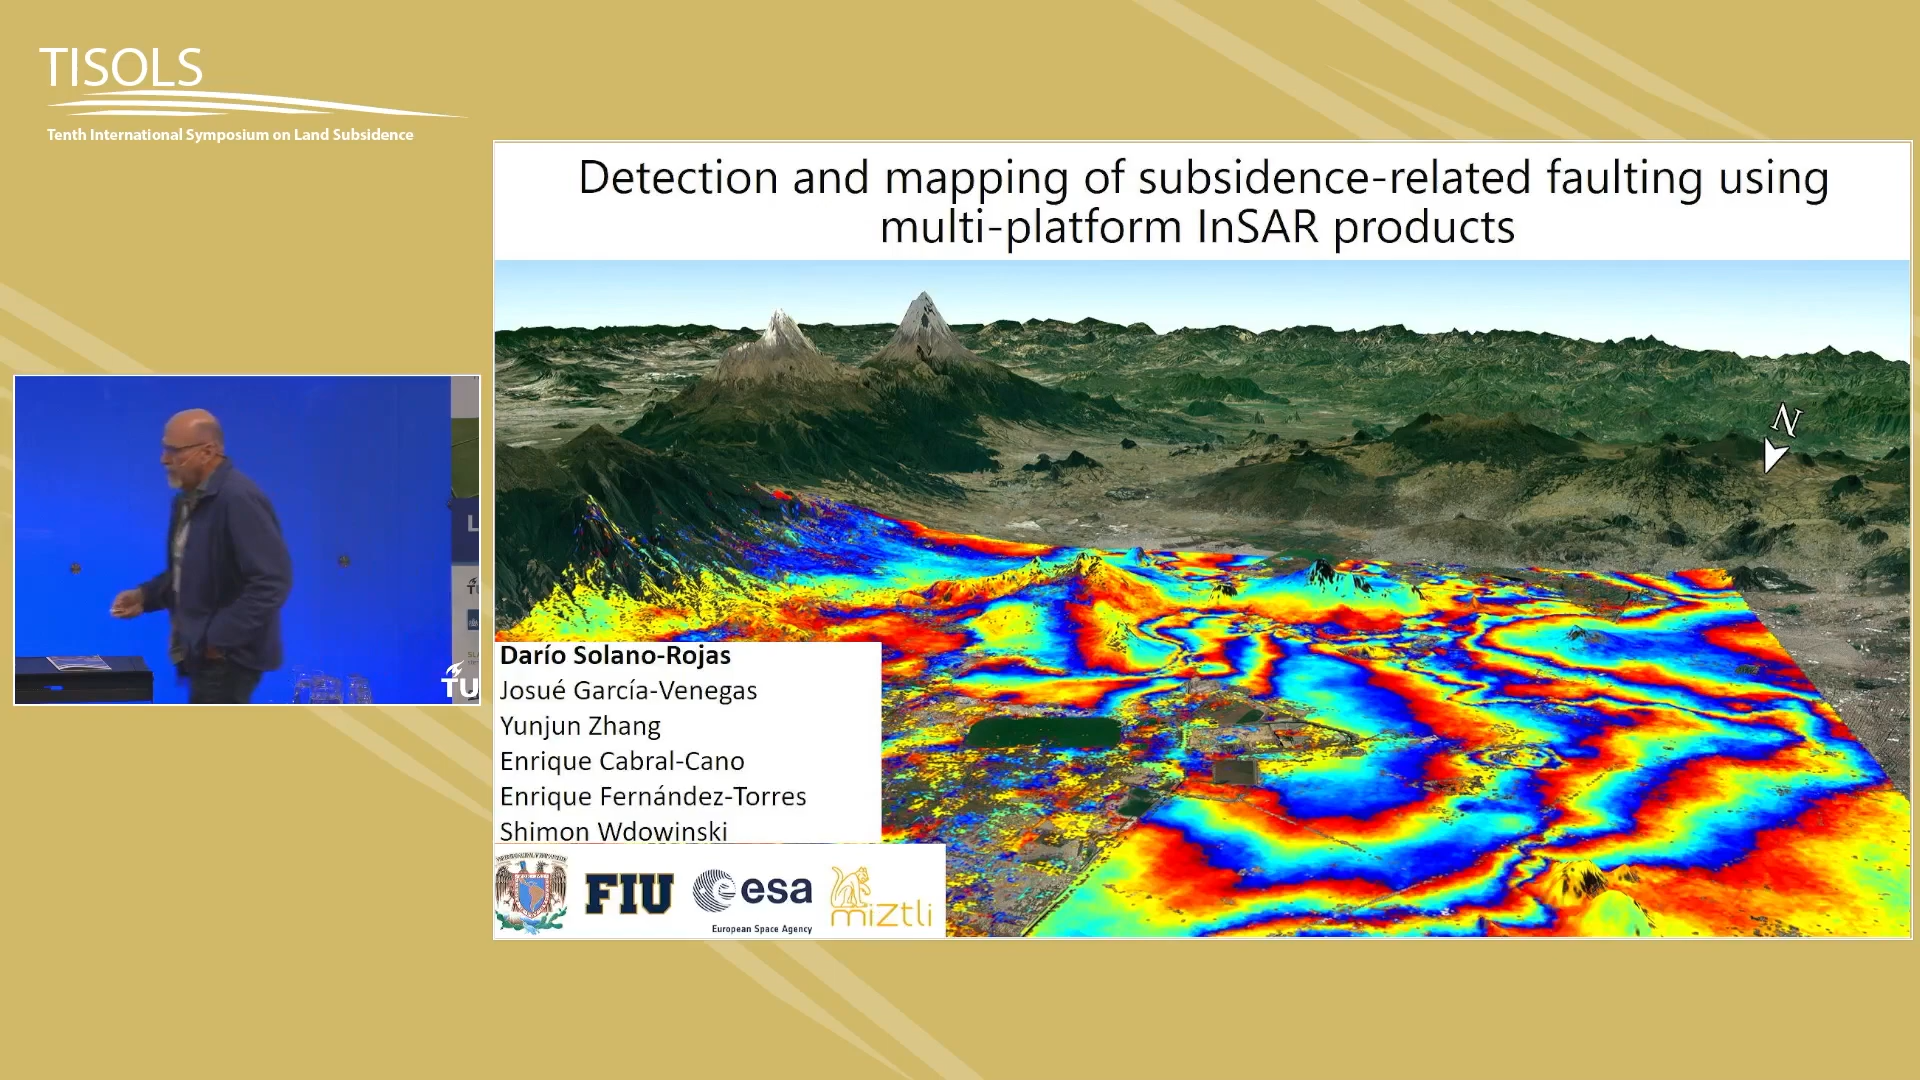 TISOLS
Tenth International Symposium on Land Subsidence
Detection and mapping of subsidence-related faulting using
multi-platform InSAR products
N
L
TU
TU
Darío Solano-Rojas
Josué García-Venegas
Yunjun Zhang
Enrique Cabral-Cano
Enrique Fernández-Torres
Shimon Wdowinski
FIU
esa
European Space Agency
miztli